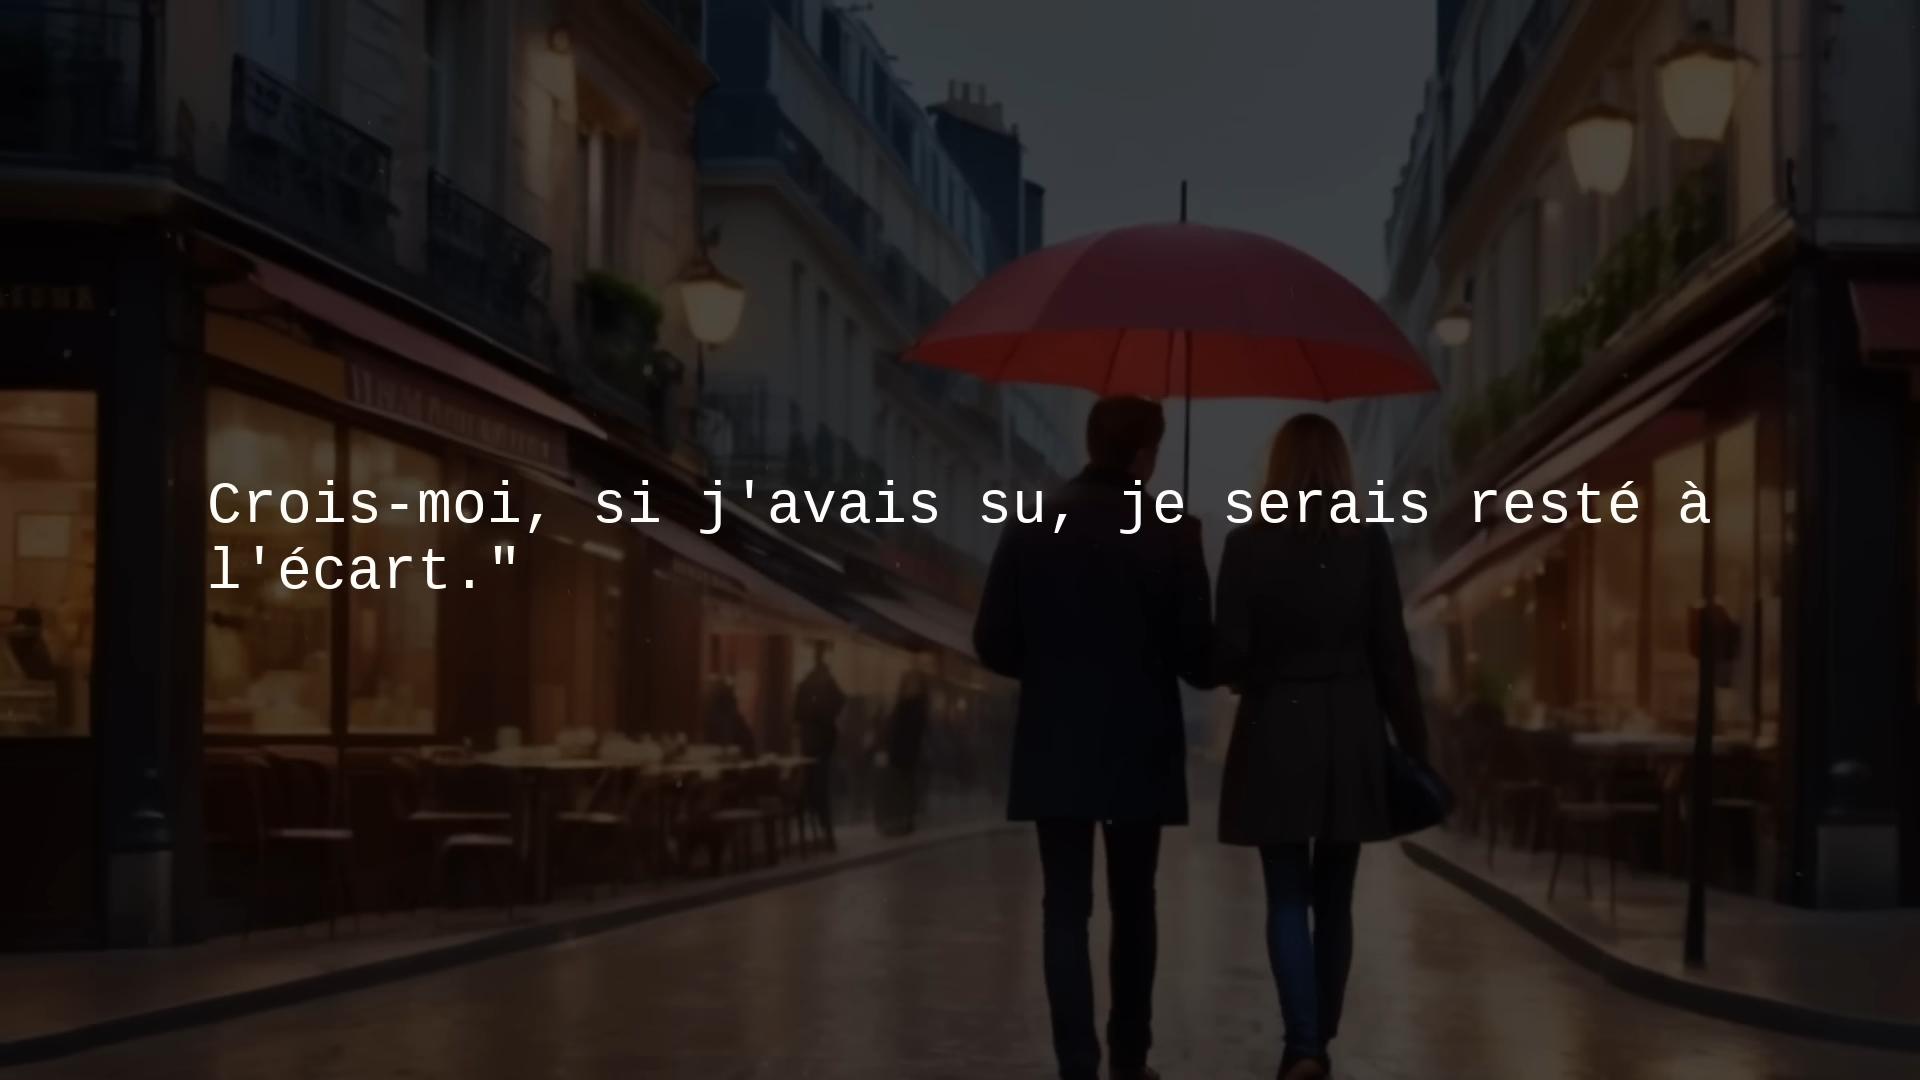 Crois-moi, si j'avais su, je serais resté à
l'écart."